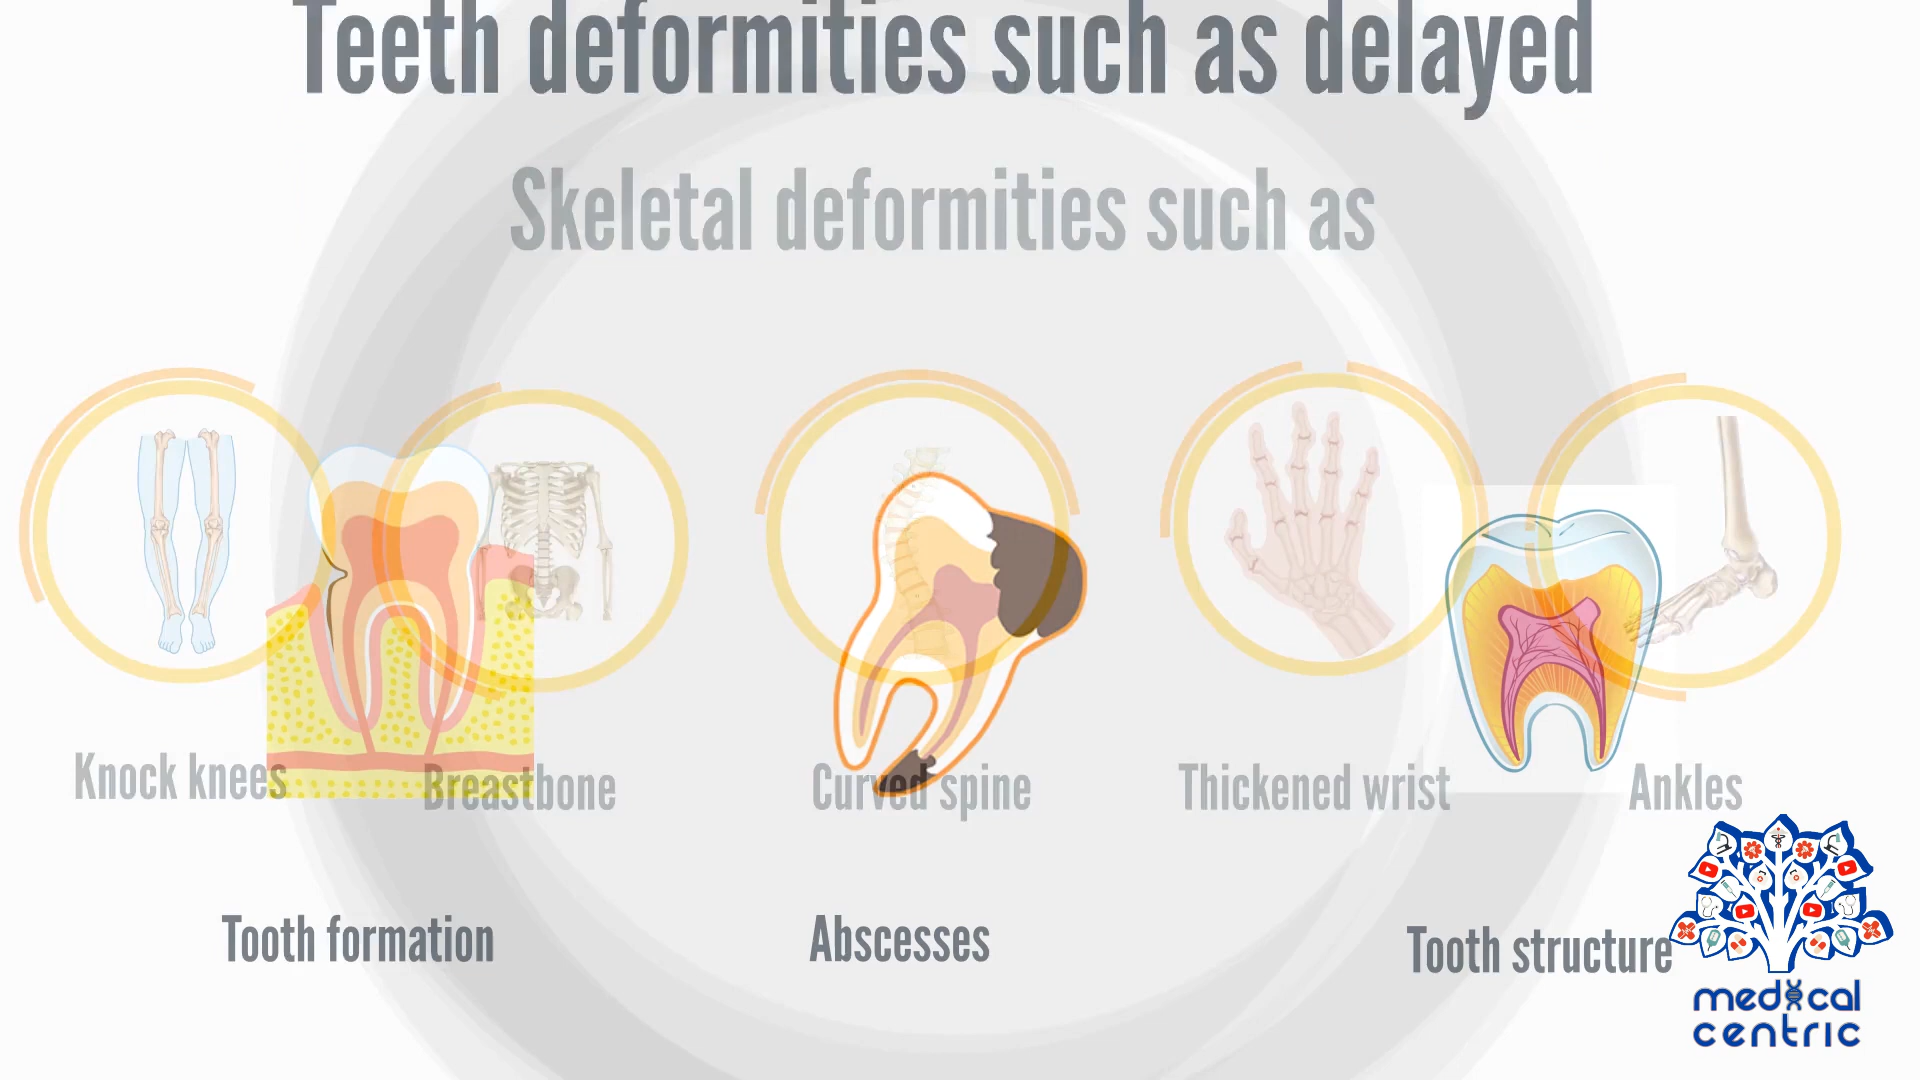 Teeth deformities such as delayed
Skeletal deformities such as
Knock knees
Breastbone
Curved spine
Thickened wrist
Ankles
Tooth formation
Abscesses
Tooth structure
medical
centric